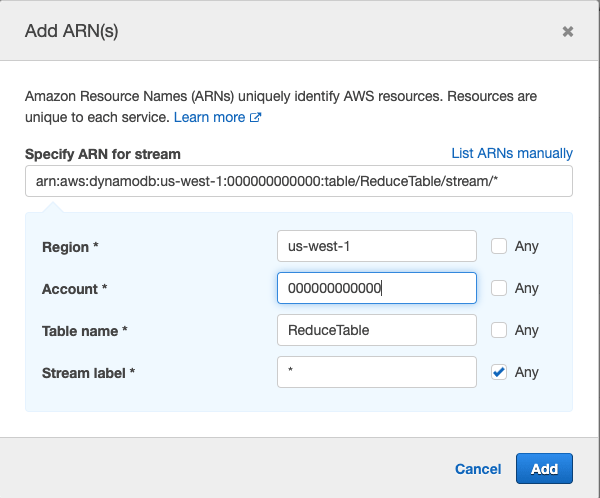 Add ARN(s)
Amazon Resource Names (ARNs) uniquely identify AWS resources. Resources are
unique to each service. Learn more
Specify ARN for stream List ARNs manually
arn:aws:dynamodb:us-west-1:000000000000:table/ReduceTable/stream/*
Region * us-west-1 Any
Account * 000000000000 Any
Table name * ReduceTable Any
Stream label * * Any
Cancel Add